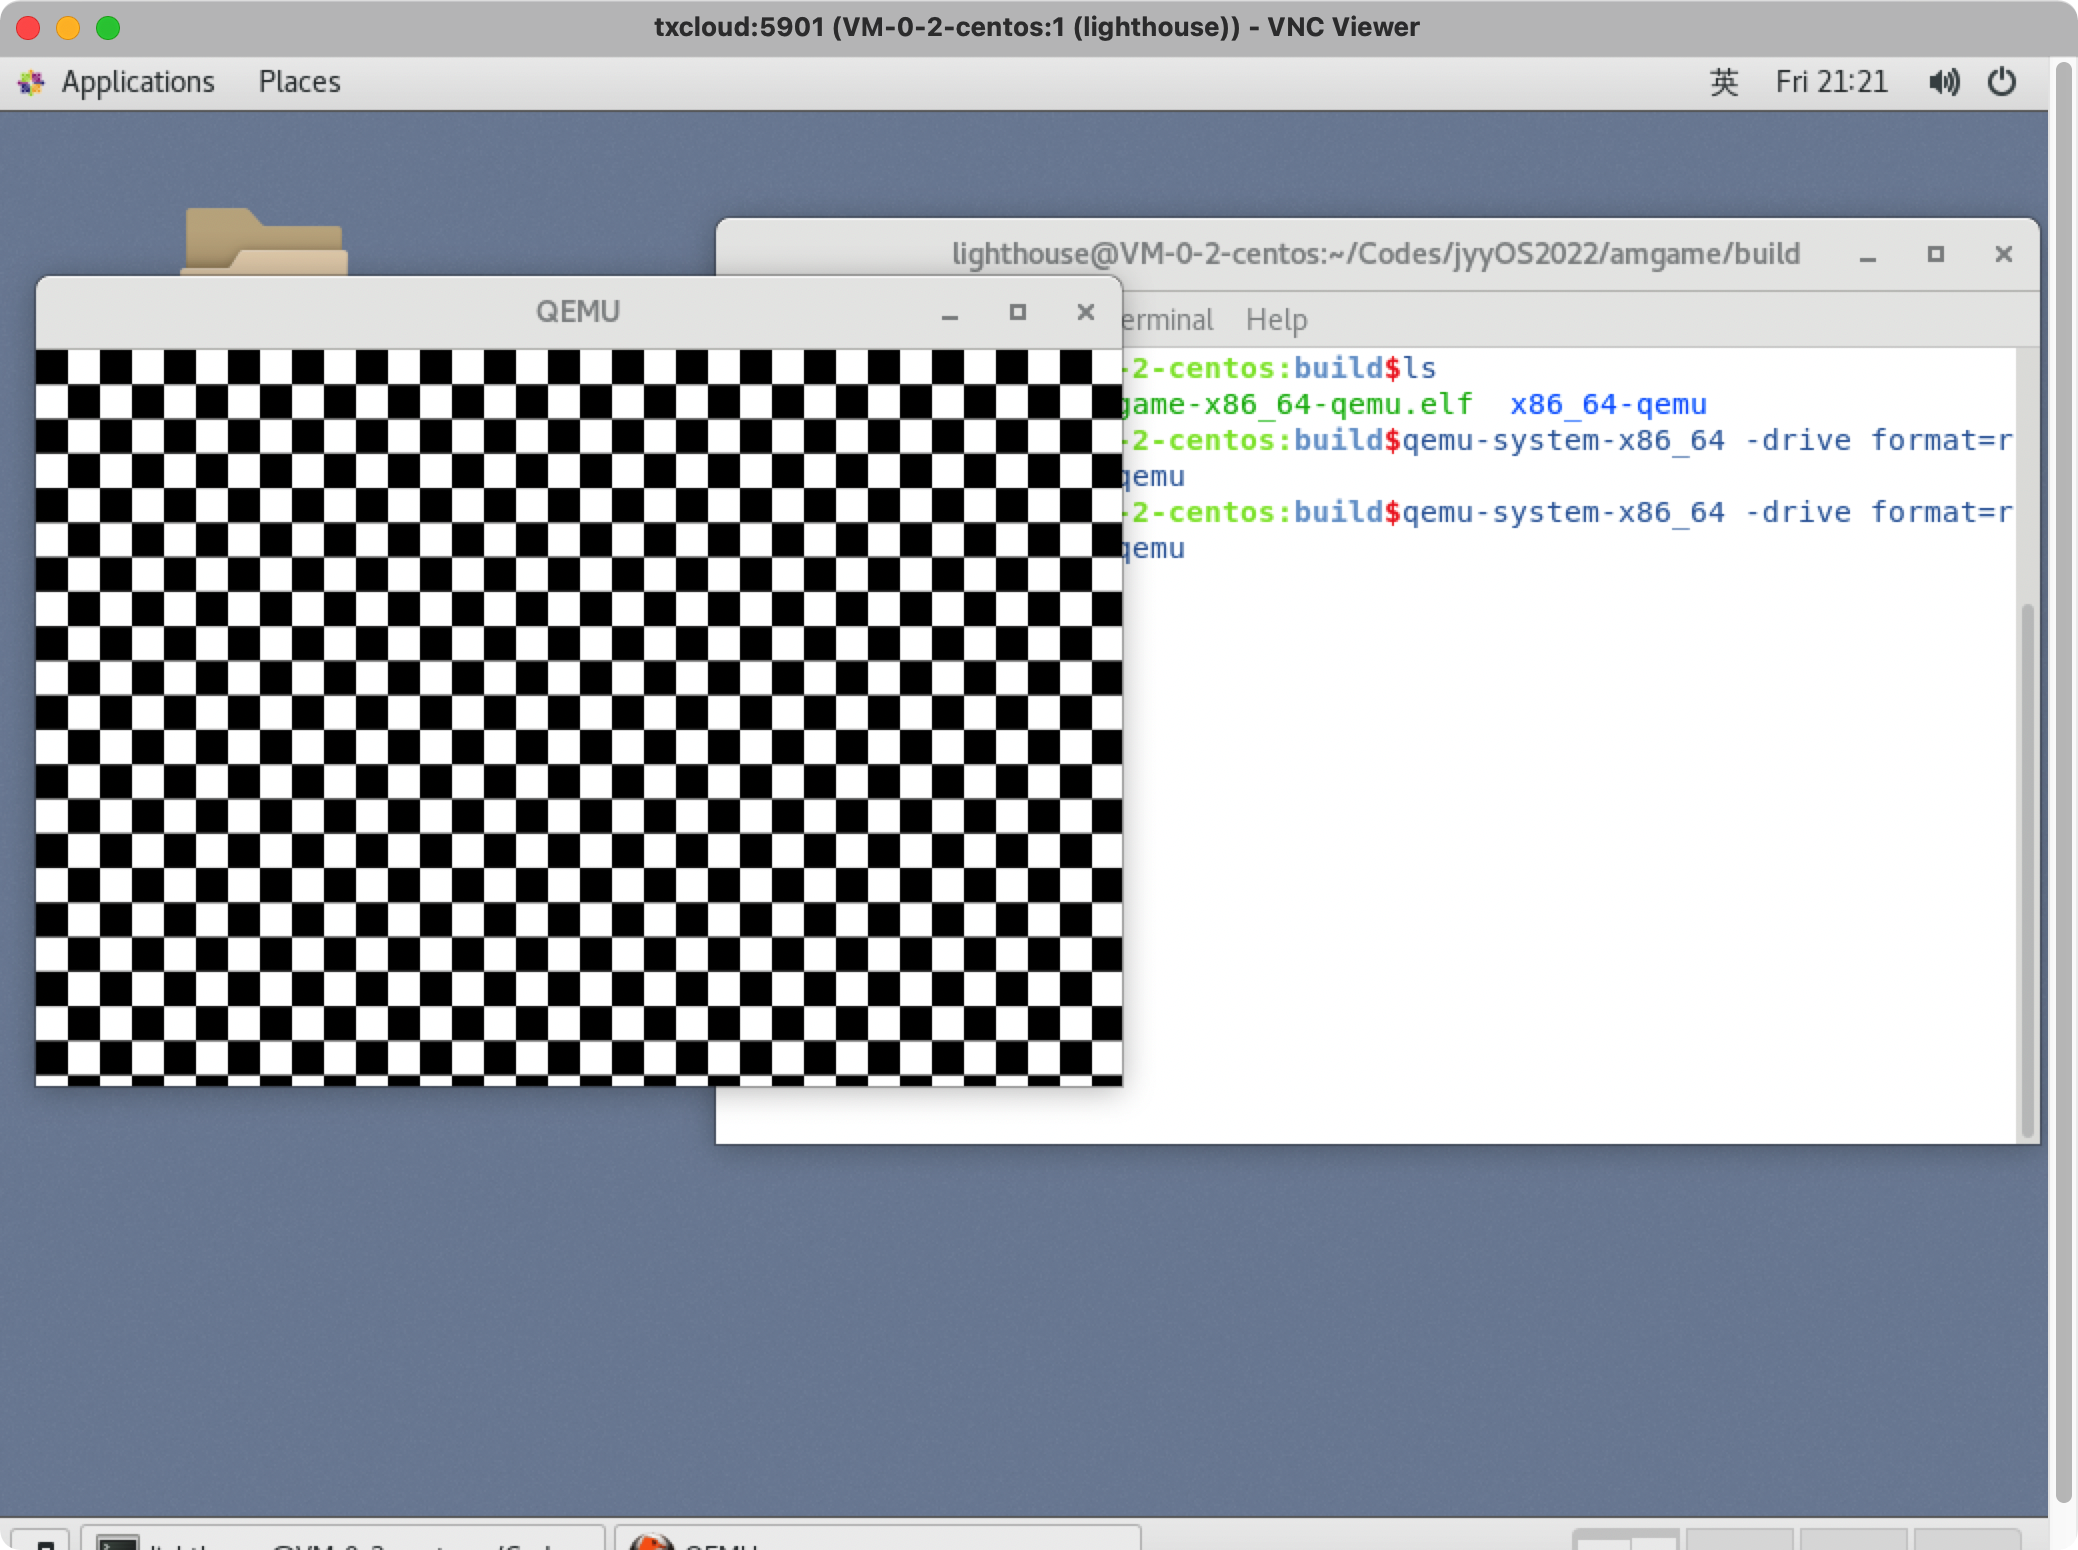 txcloud:5901 (VM-0-2-centos:1 (lighthouse)) - VNC Viewer
Applications Places 英 Fri 21:21
lighthouse@VM-0-2-centos:~/Codes/jyyOS2022/amgame/build
QEMU
erminal Help
-2-centos:build$ls
game-x86_64-qemu.elf x86_64-qemu
-2-centos:build$qemu-system-x86_64 -drive format=r
qemu
-2-centos:build$qemu-system-x86_64 -drive format=r
qemu
QEMU